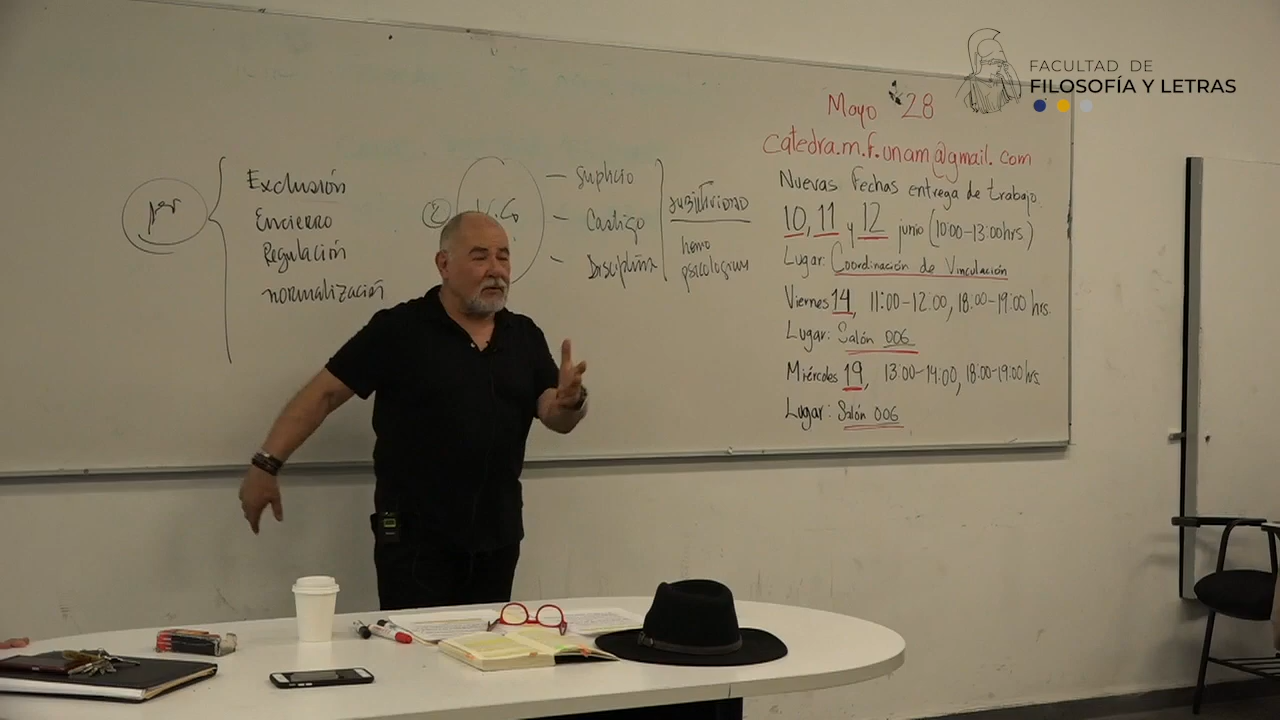 FACULTAD DE
FILOSOFÍA Y LETRAS
Exclusión
Encierro
Regulación
normalización
②
Suplicio
Castigo
Disciplina
subjetividad
homo
psicologicum
Mayo 28
catedra.m.f.unam@gmail.com
Nuevas Fechas entrega de trabajo
10, 11 y 12 junio (10:00-13:00hrs)
Lugar: Coordinación de Vinculación
Viernes 14, 11:00-12:00, 18:00-19:00 hrs.
Lugar: Salón 006
Miércoles 19, 13:00-14:00, 18:00-19:00 hrs.
Lugar: Salón 006